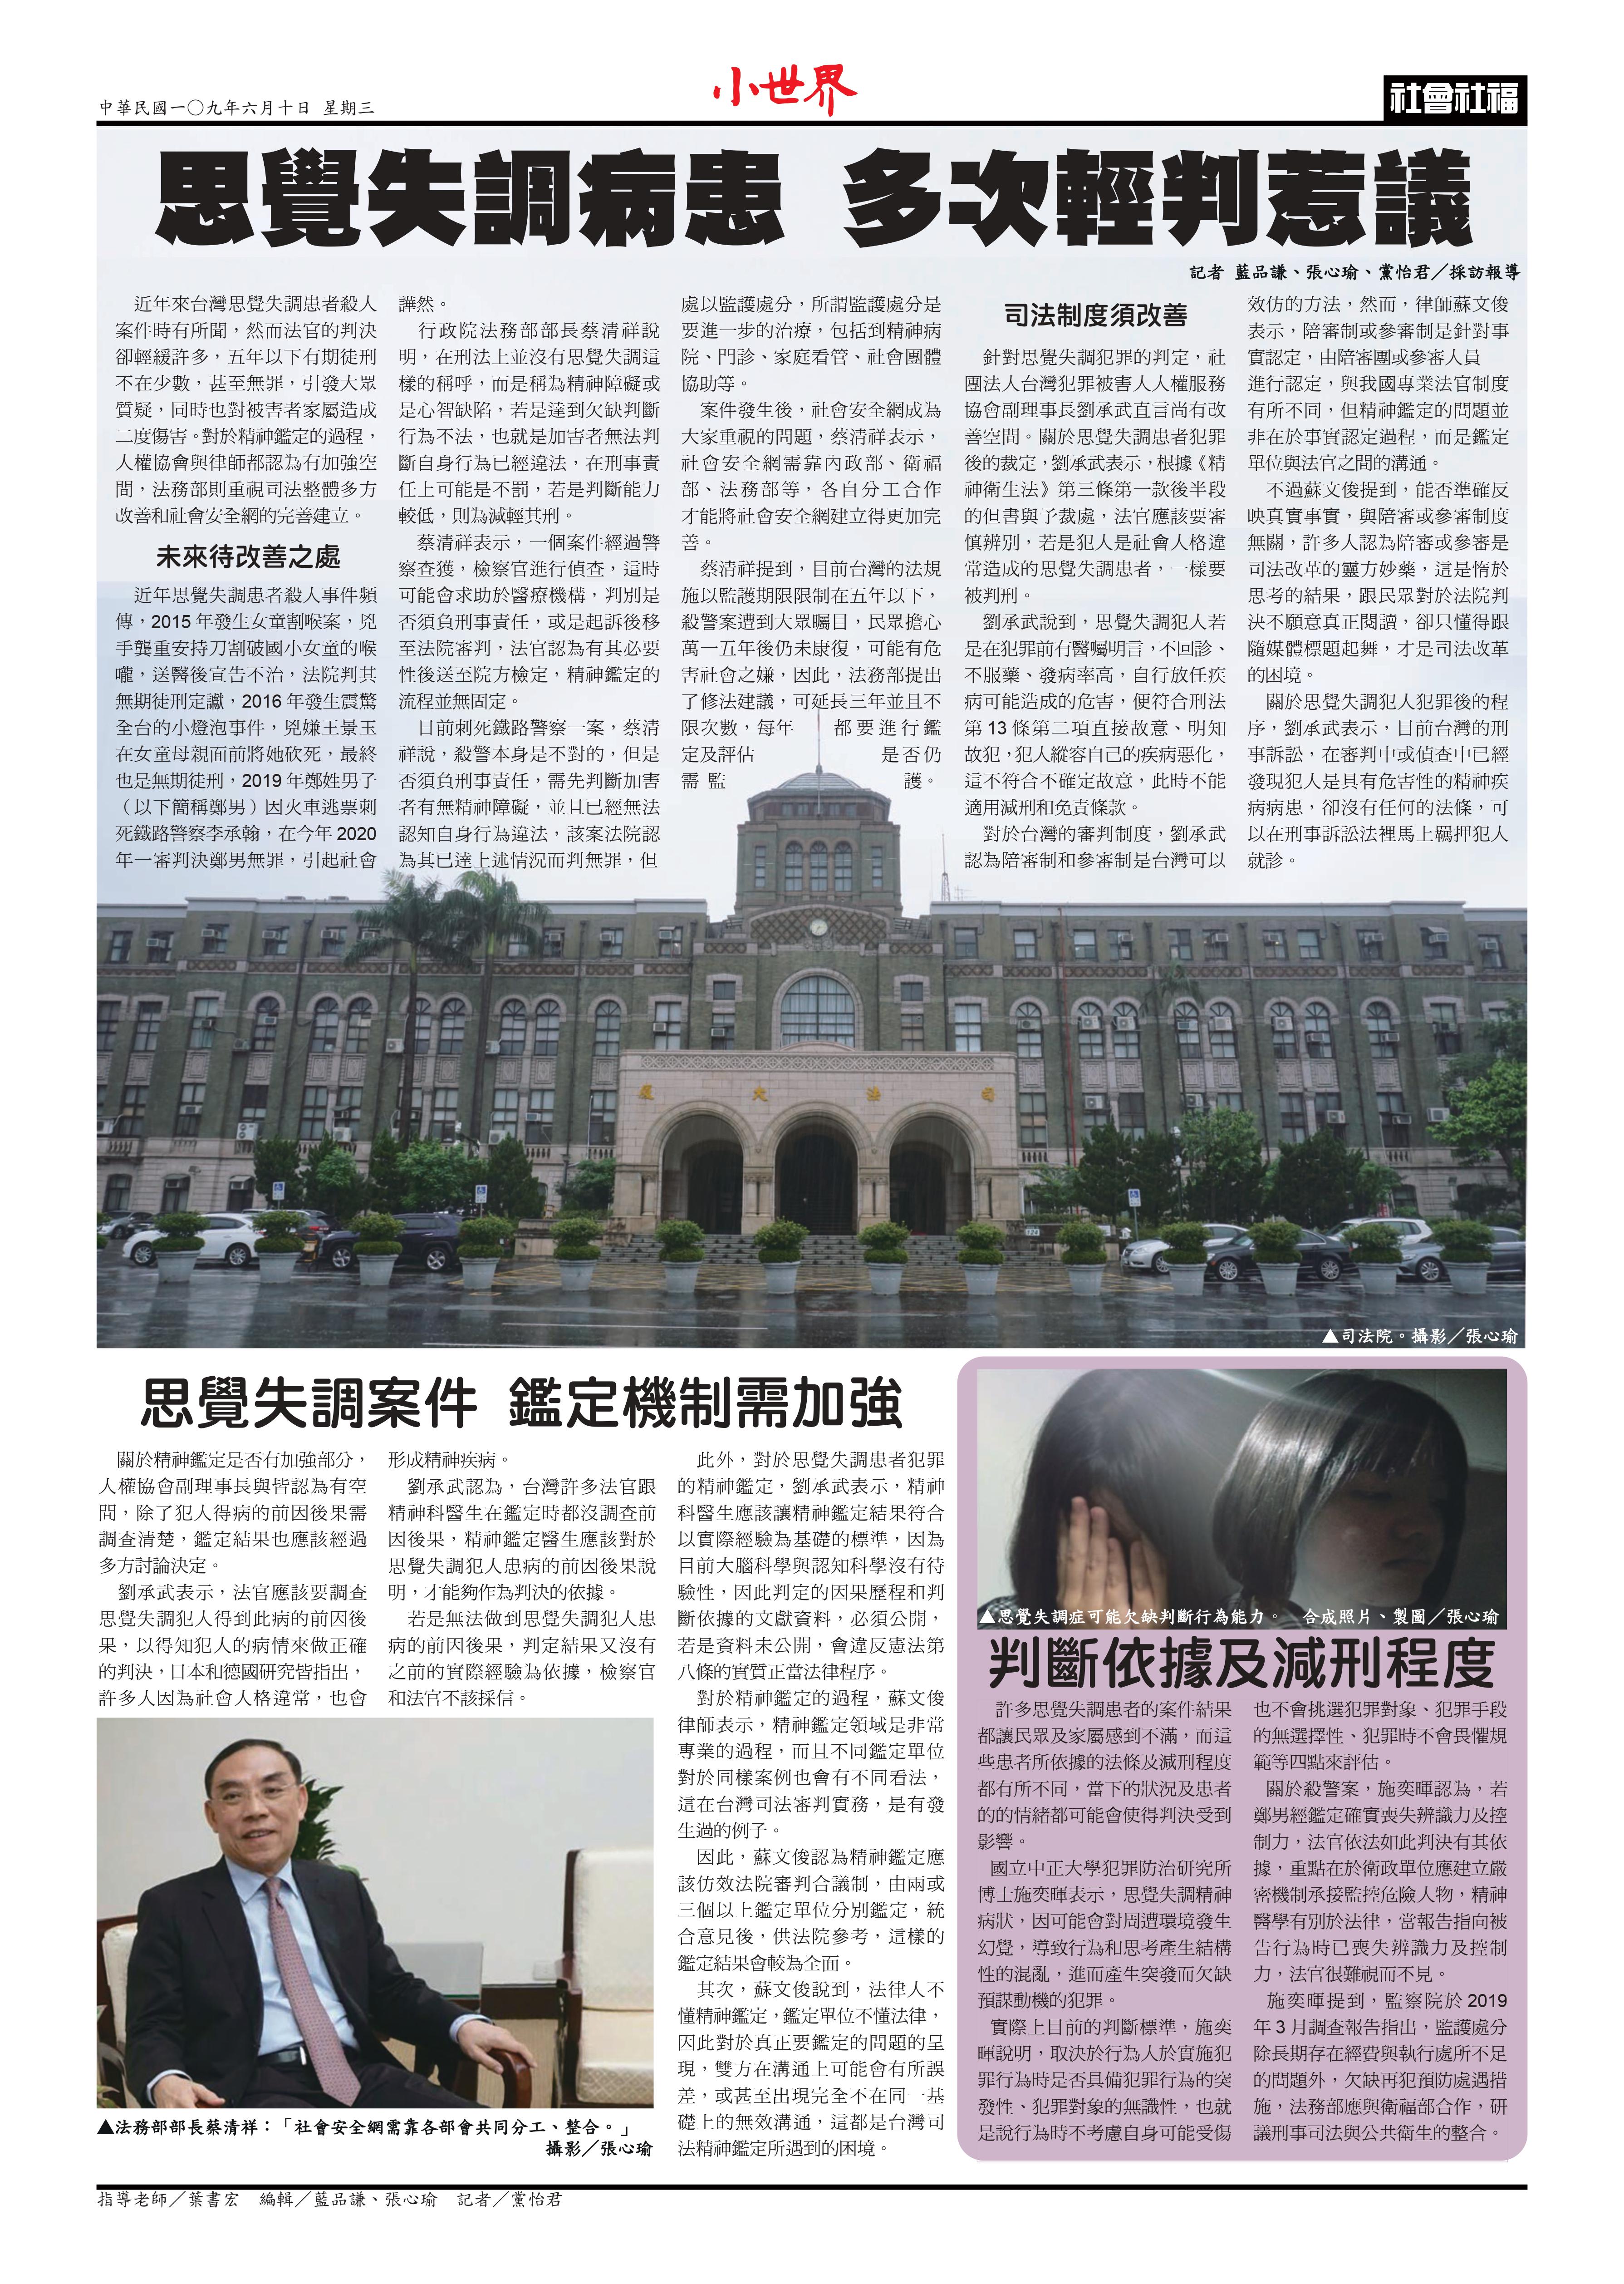 中華民國一〇九年六月十日 星期三
小世界
社會社福
思覺失調病患 多次輕判惹議
記者 藍品謙、張心瑜、黨怡君／採訪報導
近年來台灣思覺失調患者殺人
案件時有所聞，然而法官的判決
卻輕緩許多，五年以下有期徒刑
不在少數，甚至無罪，引發大眾
質疑，同時也對被害者家屬造成
二度傷害。對於精神鑑定的過程，
人權協會與律師都認為有加強空
間，法務部則重視司法整體多方
改善和社會安全網的完善建立。
未來待改善之處
近年思覺失調患者殺人事件頻
傳，2015 年發生女童割喉案，兇
手龔重安持刀割破國小女童的喉
嚨，送醫後宣告不治，法院判其
無期徒刑定讞，2016 年發生震驚
全台的小燈泡事件，兇嫌王景玉
在女童母親面前將她砍死，最終
也是無期徒刑，2019 年鄭姓男子
（以下簡稱鄭男）因火車逃票刺
死鐵路警察李承翰，在今年 2020
年一審判決鄭男無罪，引起社會
譁然。
行政院法務部部長蔡清祥說
明，在刑法上並沒有思覺失調這
樣的稱呼，而是稱為精神障礙或
是心智缺陷，若是達到欠缺判斷
行為不法，也就是加害者無法判
斷自身行為已經違法，在刑事責
任上可能是不罰，若是判斷能力
較低，則為減輕其刑。
蔡清祥表示，一個案件經過警
察查獲，檢察官進行偵查，這時
可能會求助於醫療機構，判別是
否須負刑事責任，或是起訴後移
至法院審判，法官認為有其必要
性後送至院方檢定，精神鑑定的
流程並無固定。
日前刺死鐵路警察一案，蔡清
祥說，殺警本身是不對的，但是
否須負刑事責任，需先判斷加害
者有無精神障礙，並且已經無法
認知自身行為違法，該案法院認
為其已達上述情況而判無罪，但
處以監護處分，所謂監護處分是
要進一步的治療，包括到精神病
院、門診、家庭看管、社會團體
協助等。
案件發生後，社會安全網成為
大家重視的問題，蔡清祥表示，
社會安全網需靠內政部、衛福
部、法務部等，各自分工合作
才能將社會安全網建立得更加完
善。
蔡清祥提到，目前台灣的法規
施以監護期限限制在五年以下，
殺警案遭到大眾矚目，民眾擔心
萬一五年後仍未康復，可能有危
害社會之嫌，因此，法務部提出
了修法建議，可延長三年並且不
限次數，每年 都要進行鑑
定及評估 是否仍
需監 護。
司法制度須改善
針對思覺失調犯罪的判定，社
團法人台灣犯罪被害人人權服務
協會副理事長劉承武直言尚有改
善空間。關於思覺失調患者犯罪
後的裁定，劉承武表示，根據《精
神衛生法》第三條第一款後半段
的但書與予裁處，法官應該要審
慎辨別，若是犯人是社會人格違
常造成的思覺失調患者，一樣要
被判刑。
劉承武說到，思覺失調犯人若
是在犯罪前有醫囑明言，不回診、
不服藥、發病率高，自行放任疾
病可能造成的危害，便符合刑法
第 13 條第二項直接故意、明知
故犯，犯人縱容自己的疾病惡化，
這不符合不確定故意，此時不能
適用減刑和免責條款。
對於台灣的審判制度，劉承武
認為陪審制和參審制是台灣可以
效仿的方法，然而，律師蘇文俊
表示，陪審制或參審制是針對事
實認定，由陪審團或參審人員
進行認定，與我國專業法官制度
有所不同，但精神鑑定的問題並
非在於事實認定過程，而是鑑定
單位與法官之間的溝通。
不過蘇文俊提到，能否準確反
映真實事實，與陪審或參審制度
無關，許多人認為陪審或參審是
司法改革的靈方妙藥，這是惰於
思考的結果，跟民眾對於法院判
決不願意真正閱讀，卻只懂得跟
隨媒體標題起舞，才是司法改革
的困境。
關於思覺失調犯人犯罪後的程
序，劉承武表示，目前台灣的刑
事訴訟，在審判中或偵查中已經
發現犯人是具有危害性的精神疾
病病患，卻沒有任何的法條，可
以在刑事訴訟法裡馬上羈押犯人
就診。
廈大法司
▲司法院。攝影／張心瑜
思覺失調案件 鑑定機制需加強
關於精神鑑定是否有加強部分，
人權協會副理事長與皆認為有空
間，除了犯人得病的前因後果需
調查清楚，鑑定結果也應該經過
多方討論決定。
劉承武表示，法官應該要調查
思覺失調犯人得到此病的前因後
果，以得知犯人的病情來做正確
的判決，日本和德國研究皆指出，
許多人因為社會人格違常，也會
形成精神疾病。
劉承武認為，台灣許多法官跟
精神科醫生在鑑定時都沒調查前
因後果，精神鑑定醫生應該對於
思覺失調犯人患病的前因後果說
明，才能夠作為判決的依據。
若是無法做到思覺失調犯人患
病的前因後果，判定結果又沒有
之前的實際經驗為依據，檢察官
和法官不該採信。
▲法務部部長蔡清祥：「社會安全網需靠各部會共同分工、整合。」
攝影／張心瑜
此外，對於思覺失調患者犯罪
的精神鑑定，劉承武表示，精神
科醫生應該讓精神鑑定結果符合
以實際經驗為基礎的標準，因為
目前大腦科學與認知科學沒有待
驗性，因此判定的因果歷程和判
斷依據的文獻資料，必須公開，
若是資料未公開，會違反憲法第
八條的實質正當法律程序。
對於精神鑑定的過程，蘇文俊
律師表示，精神鑑定領域是非常
專業的過程，而且不同鑑定單位
對於同樣案例也會有不同看法，
這在台灣司法審判實務，是有發
生過的例子。
因此，蘇文俊認為精神鑑定應
該仿效法院審判合議制，由兩或
三個以上鑑定單位分別鑑定，統
合意見後，供法院參考，這樣的
鑑定結果會較為全面。
其次，蘇文俊說到，法律人不
懂精神鑑定，鑑定單位不懂法律，
因此對於真正要鑑定的問題的呈
現，雙方在溝通上可能會有所誤
差，或甚至出現完全不在同一基
礎上的無效溝通，這都是台灣司
法精神鑑定所遇到的困境。
▲思覺失調症可能欠缺判斷行為能力。 合成照片、製圖／張心瑜
判斷依據及減刑程度
許多思覺失調患者的案件結果
都讓民眾及家屬感到不滿，而這
些患者所依據的法條及減刑程度
都有所不同，當下的狀況及患者
的的情緒都可能會使得判決受到
影響。
國立中正大學犯罪防治研究所
博士施奕暉表示，思覺失調精神
病狀，因可能會對周遭環境發生
幻覺，導致行為和思考產生結構
性的混亂，進而產生突發而欠缺
預謀動機的犯罪。
實際上目前的判斷標準，施奕
暉說明，取決於行為人於實施犯
罪行為時是否具備犯罪行為的突
發性、犯罪對象的無識性，也就
是說行為時不考慮自身可能受傷
也不會挑選犯罪對象、犯罪手段
的無選擇性、犯罪時不會畏懼規
範等四點來評估。
關於殺警案，施奕暉認為，若
鄭男經鑑定確實喪失辨識力及控
制力，法官依法如此判決有其依
據，重點在於衛政單位應建立嚴
密機制承接監控危險人物，精神
醫學有別於法律，當報告指向被
告行為時已喪失辨識力及控制
力，法官很難視而不見。
施奕暉提到，監察院於 2019
年 3 月調查報告指出，監護處分
除長期存在經費與執行處所不足
的問題外，欠缺再犯預防處遇措
施，法務部應與衛福部合作，研
議刑事司法與公共衛生的整合。
指導老師／葉書宏 編輯／藍品謙、張心瑜 記者／黨怡君